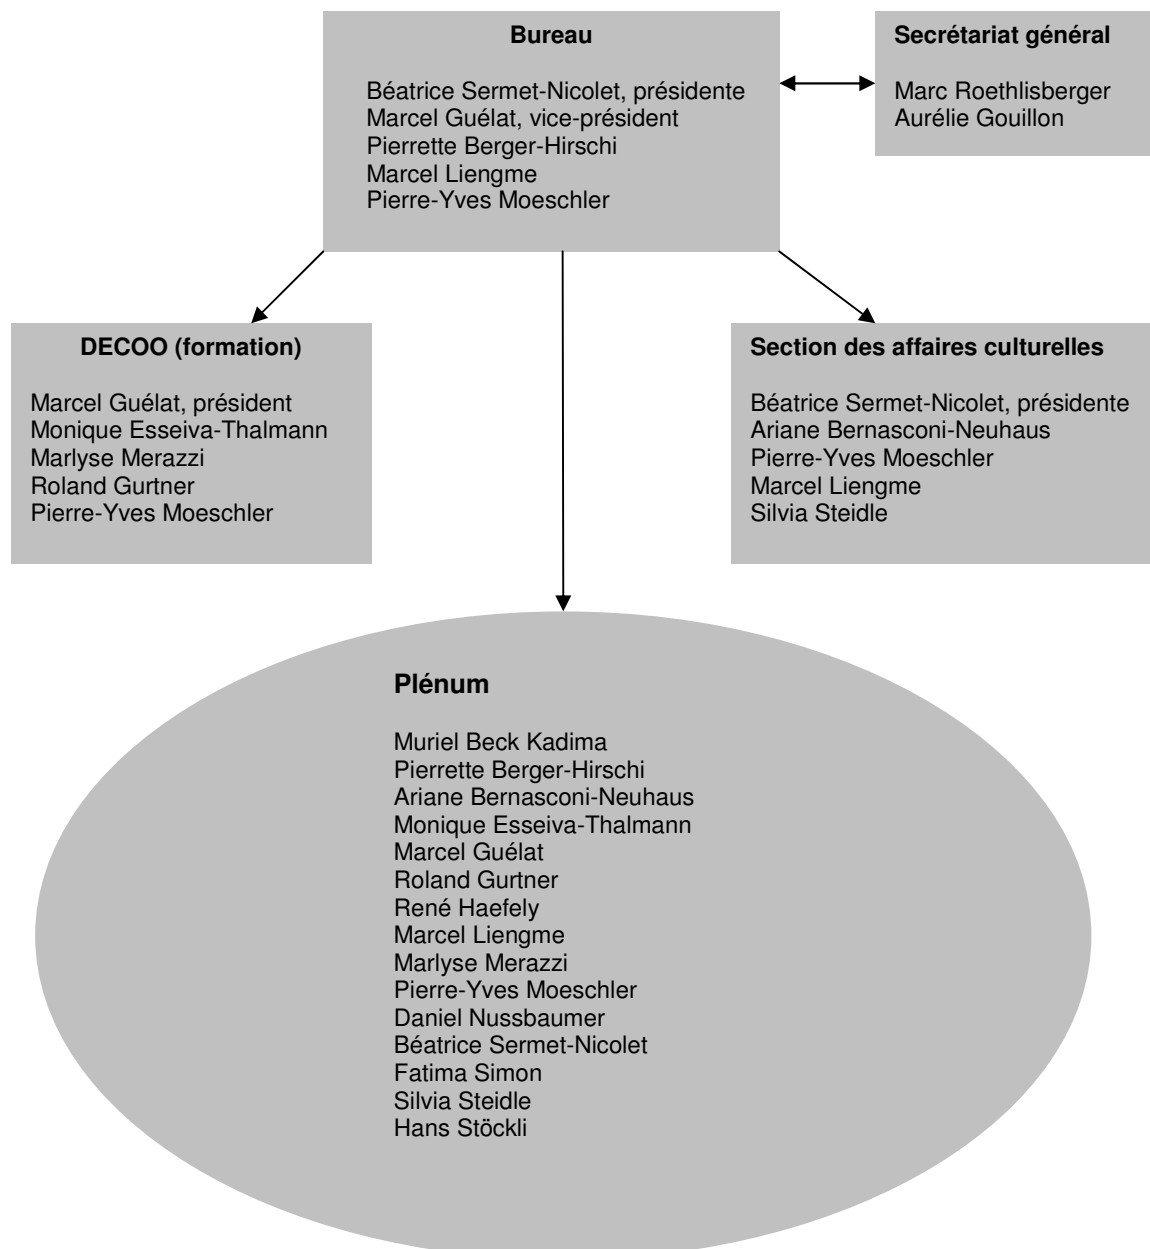 Bureau
Béatrice Sermet-Nicolet, présidente
Marcel Guélat, vice-président
Pierrette Berger-Hirschi
Marcel Liengme
Pierre-Yves Moeschler
Secrétariat général
Marc Roethlisberger
Aurélie Gouillon
DECOO (formation)
Marcel Guélat, président
Monique Esseiva-Thalmann
Marlyse Merazzi
Roland Gurtner
Pierre-Yves Moeschler
Section des affaires culturelles
Béatrice Sermet-Nicolet, présidente
Ariane Bernasconi-Neuhaus
Pierre-Yves Moeschler
Marcel Liengme
Silvia Steidle
Plénum
Muriel Beck Kadima
Pierrette Berger-Hirschi
Ariane Bernasconi-Neuhaus
Monique Esseiva-Thalmann
Marcel Guélat
Roland Gurtner
René Haefely
Marcel Liengme
Marlyse Merazzi
Pierre-Yves Moeschler
Daniel Nussbaumer
Béatrice Sermet-Nicolet
Fatima Simon
Silvia Steidle
Hans Stöckli